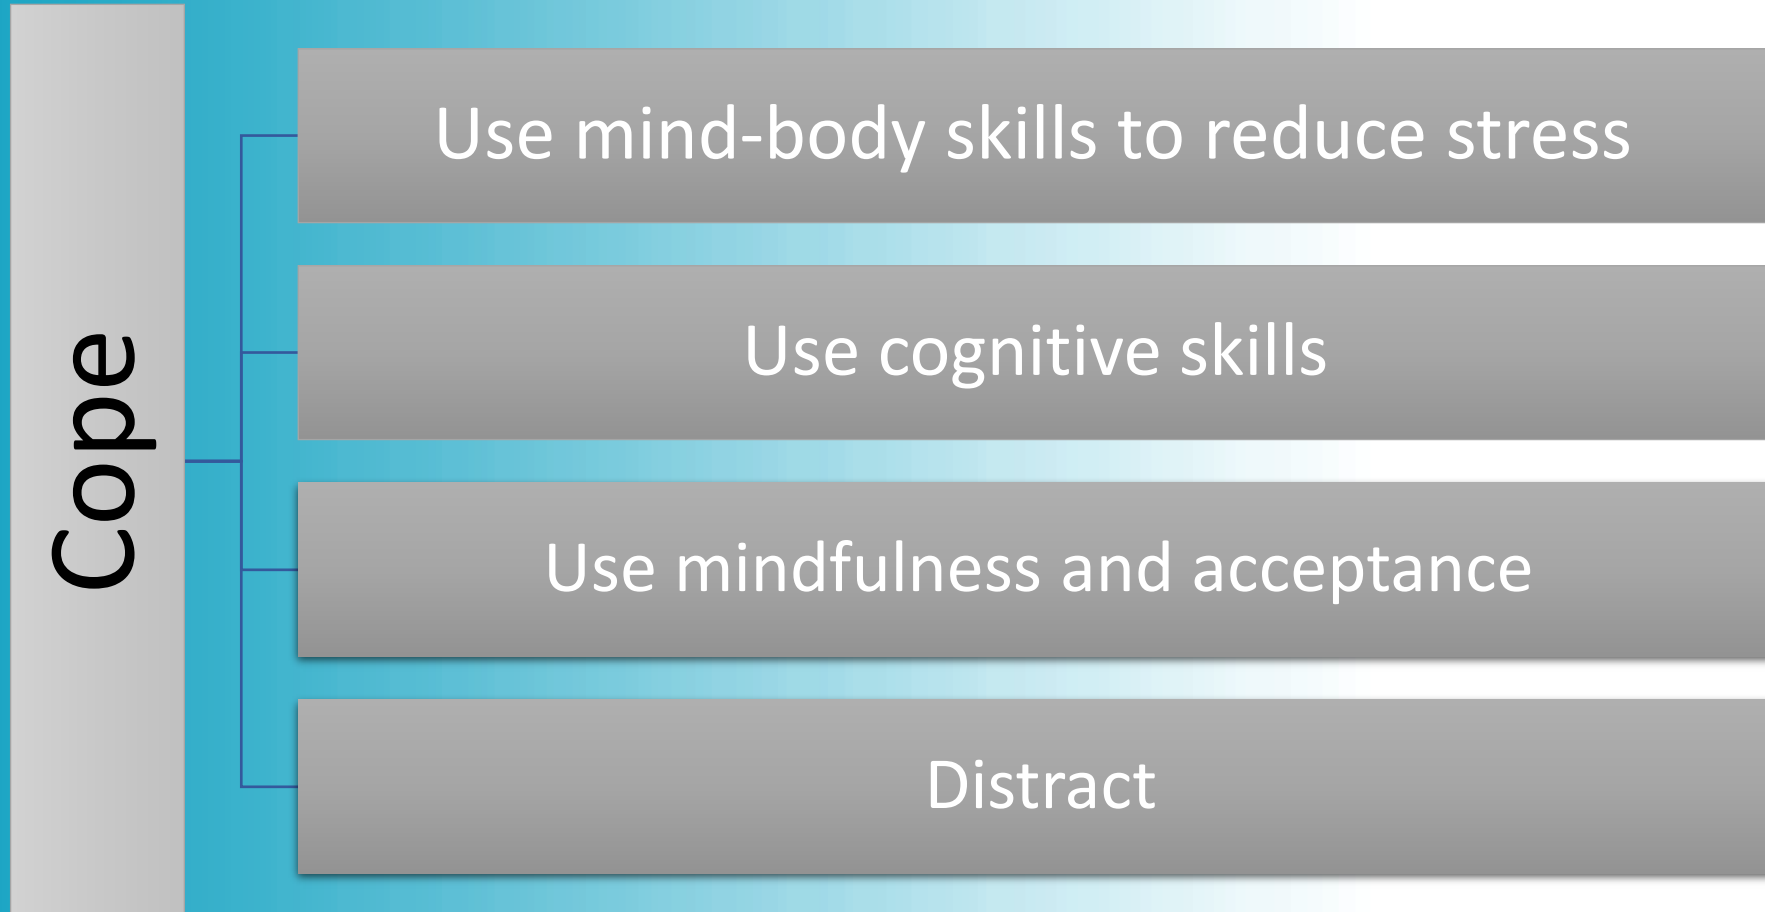 Cope
Use mind-body skills to reduce stress
Use cognitive skills
Use mindfulness and acceptance
Distract